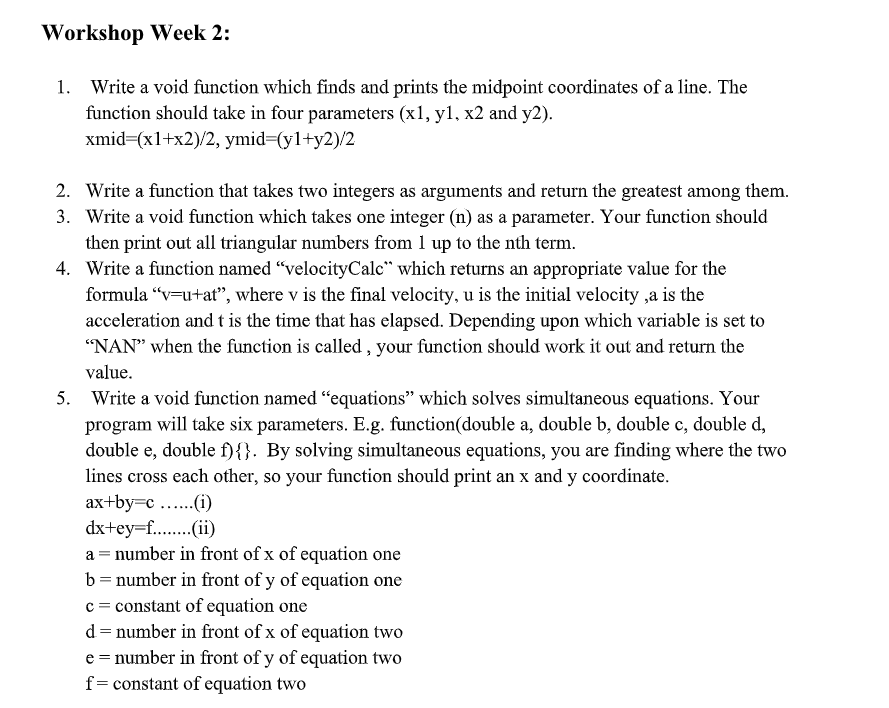 Workshop Week 2:
1. Write a void function which finds and prints the midpoint coordinates of a line. The
function should take in four parameters (x1, y1, x2 and y2).
xmid=(x1+x2)/2, ymid=(y1+y2)/2
2. Write a function that takes two integers as arguments and return the greatest among them.
3. Write a void function which takes one integer (n) as a parameter. Your function should
then print out all triangular numbers from 1 up to the nth term.
4. Write a function named “velocityCalc” which returns an appropriate value for the
formula “v=u+at”, where v is the final velocity, u is the initial velocity ,a is the
acceleration and t is the time that has elapsed. Depending upon which variable is set to
“NAN” when the function is called , your function should work it out and return the
value.
5. Write a void function named “equations” which solves simultaneous equations. Your
program will take six parameters. E.g. function(double a, double b, double c, double d,
double e, double f){}. By solving simultaneous equations, you are finding where the two
lines cross each other, so your function should print an x and y coordinate.
ax+by=c ......(i)
dx+ey=f........(ii)
a = number in front of x of equation one
b = number in front of y of equation one
c = constant of equation one
d = number in front of x of equation two
e = number in front of y of equation two
f = constant of equation two